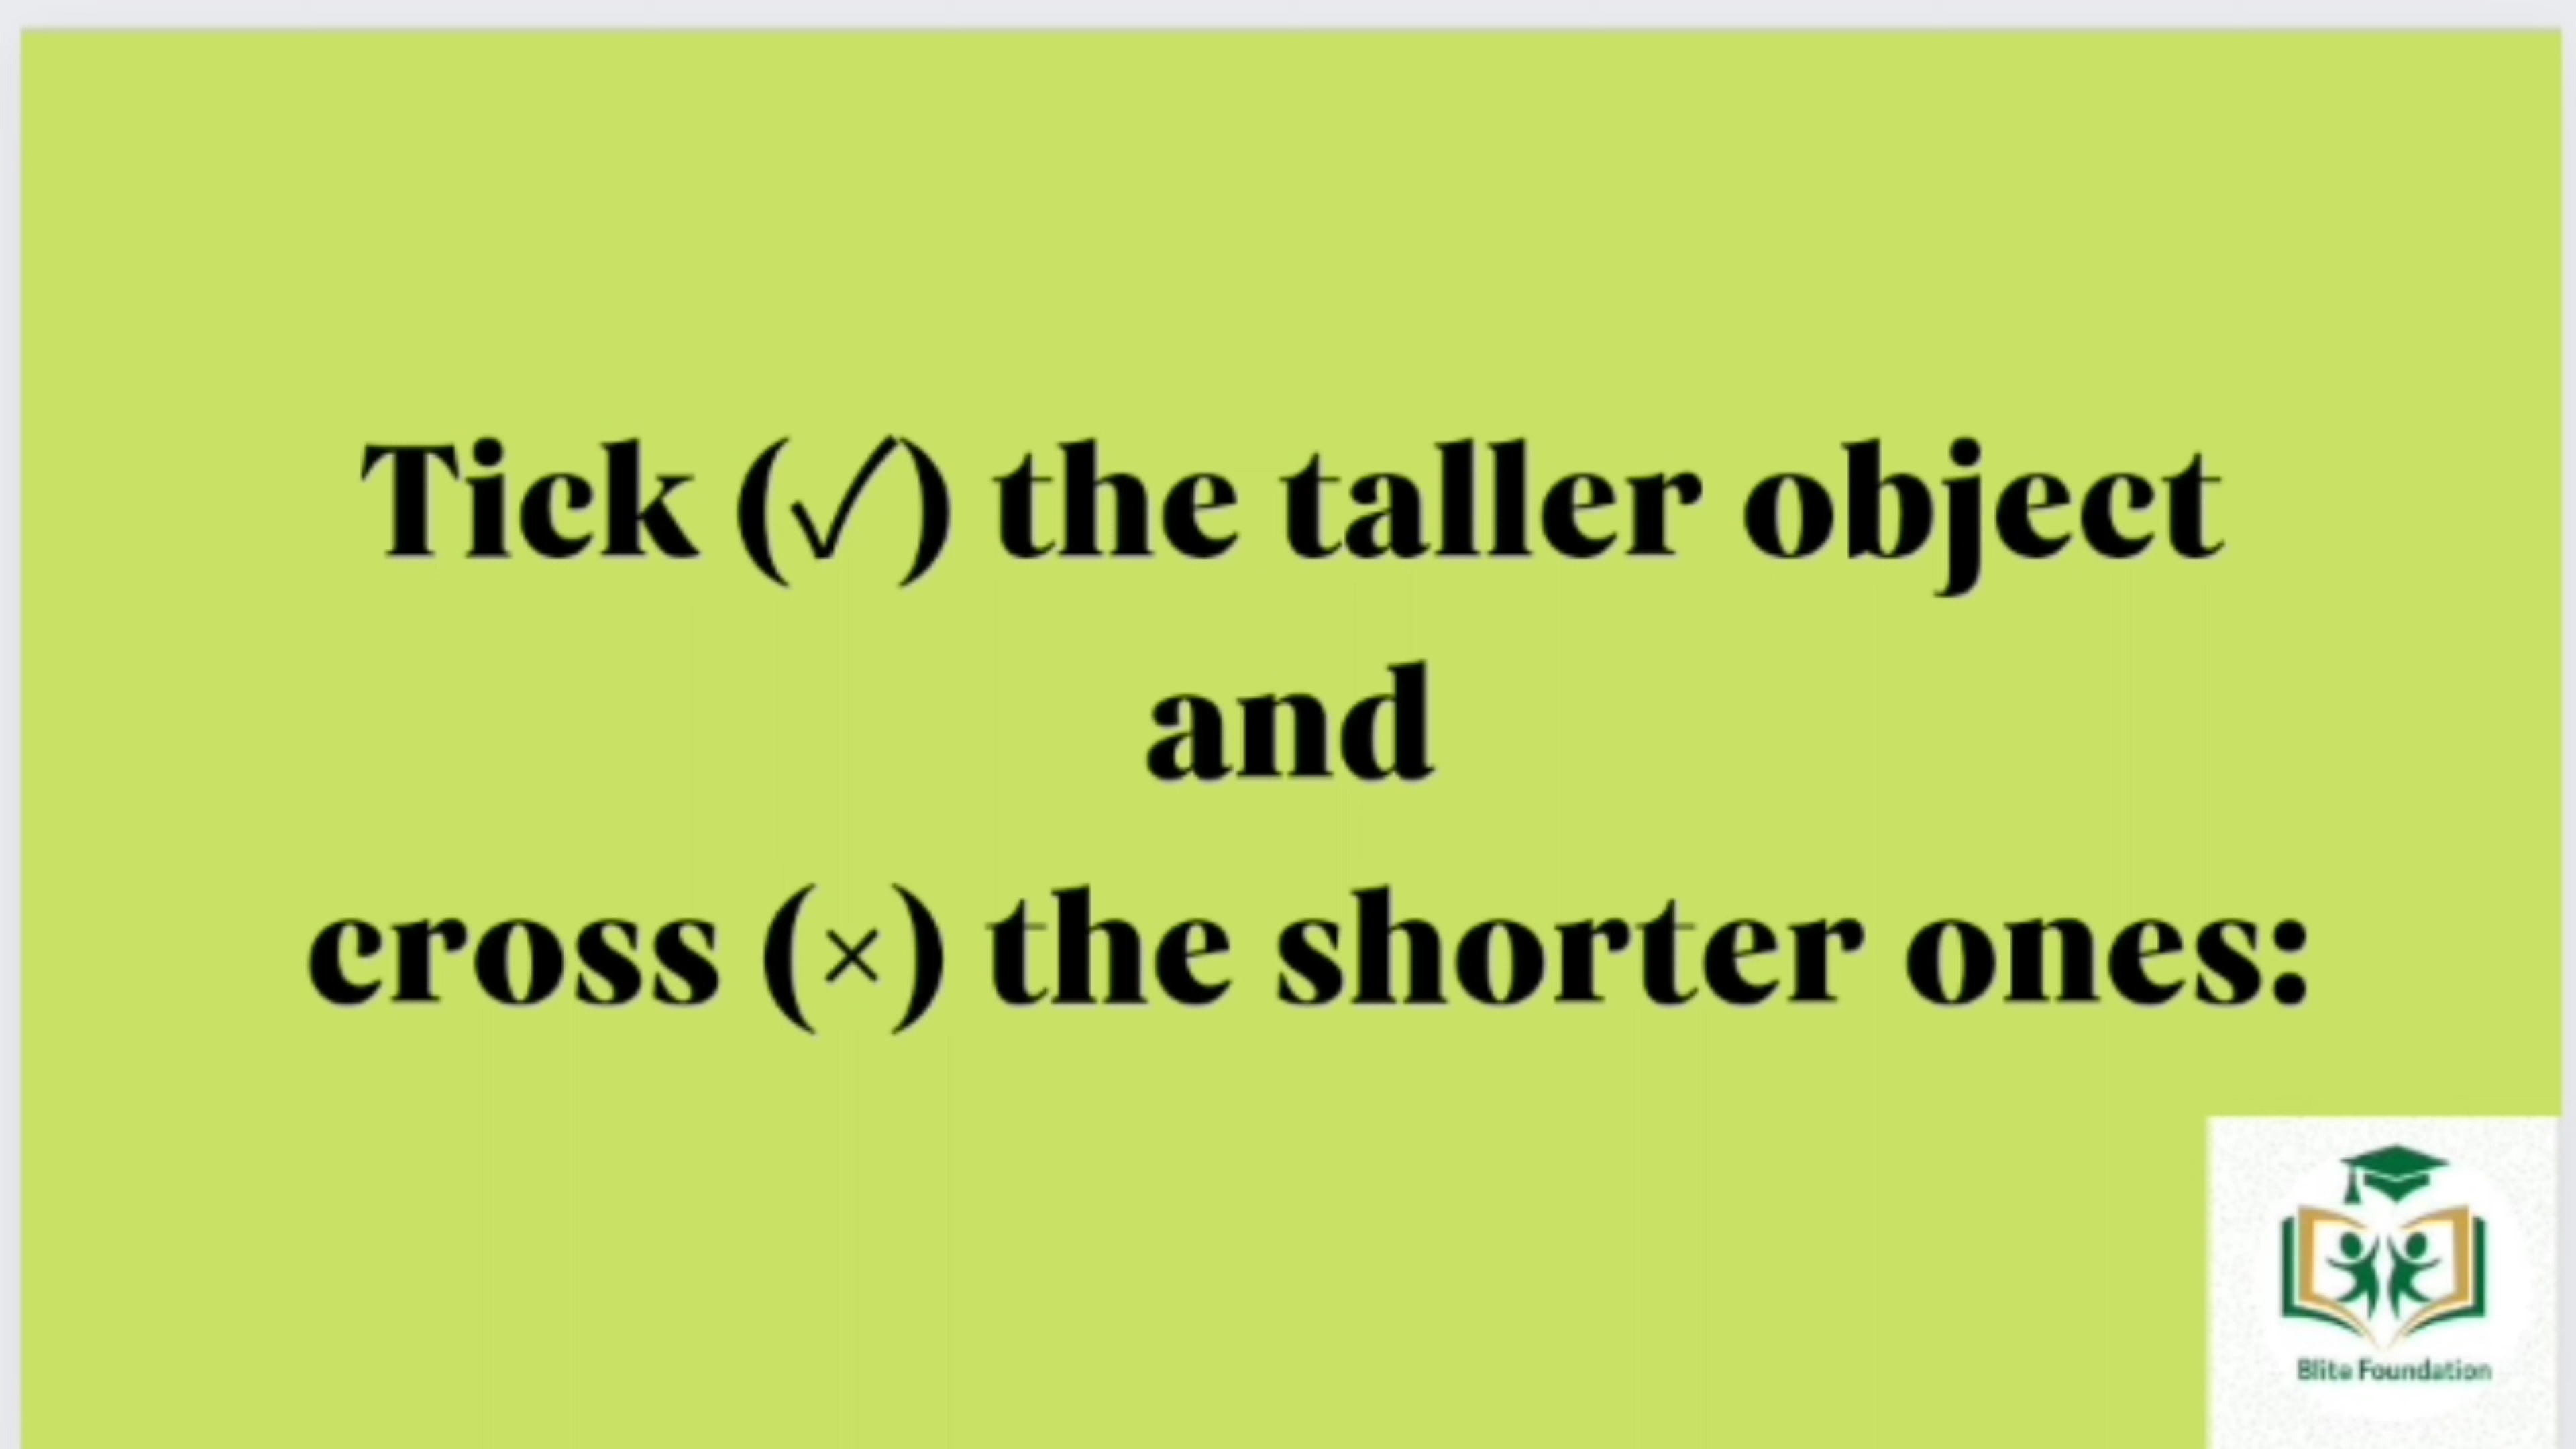 Tick (✓) the taller object
and
cross (×) the shorter ones:
Blite Foundation